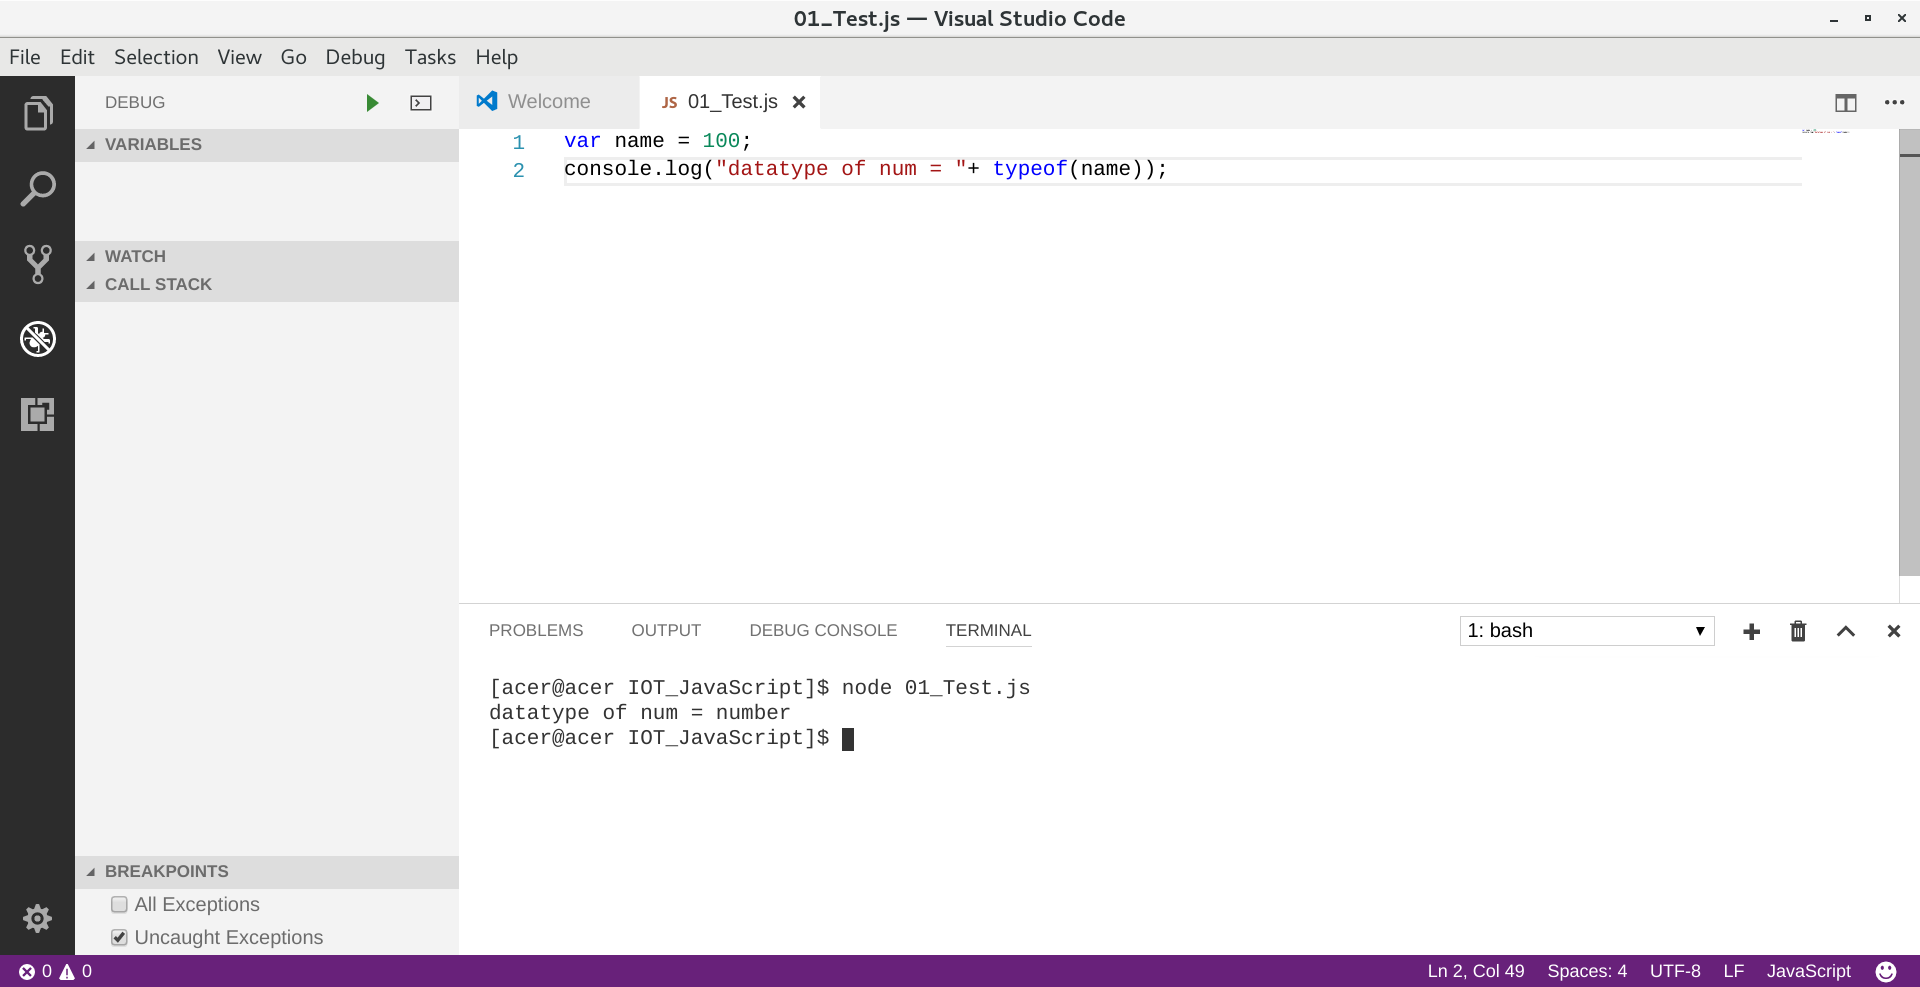 01_Test.js — Visual Studio Code
File Edit Selection View Go Debug Tasks Help
DEBUG
Welcome
JS 01_Test.js
VARIABLES
WATCH
CALL STACK
1 var name = 100;
2 console.log("datatype of num = "+ typeof(name));
PROBLEMS OUTPUT DEBUG CONSOLE TERMINAL
1: bash
[acer@acer IOT_JavaScript]$ node 01_Test.js
datatype of num = number
[acer@acer IOT_JavaScript]$
BREAKPOINTS
All Exceptions
Uncaught Exceptions
0 0
Ln 2, Col 49 Spaces: 4 UTF-8 LF JavaScript